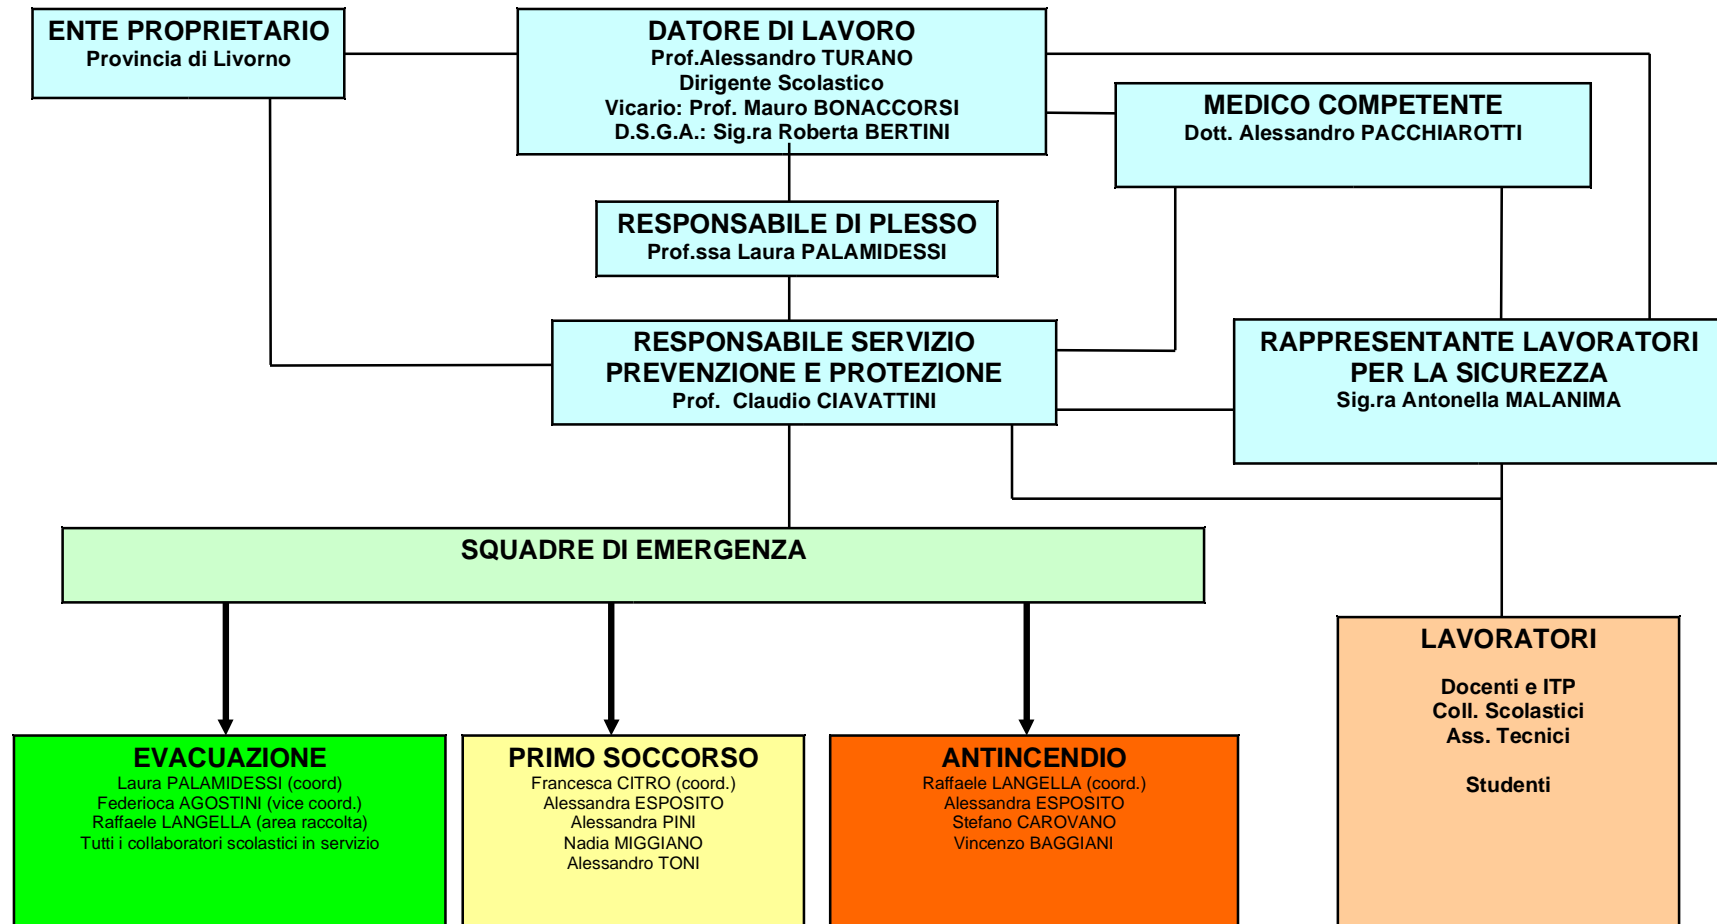 ENTE PROPRIETARIO
Provincia di Livorno
DATORE DI LAVORO
Prof.Alessandro TURANO
Dirigente Scolastico
Vicario: Prof. Mauro BONACCORSI
D.S.G.A.: Sig.ra Roberta BERTINI
MEDICO COMPETENTE
Dott. Alessandro PACCHIAROTTI
RESPONSABILE DI PLESSO
Prof.ssa Laura PALAMIDESSI
RESPONSABILE SERVIZIO
PREVENZIONE E PROTEZIONE
Prof. Claudio CIAVATTINI
RAPPRESENTANTE LAVORATORI
PER LA SICUREZZA
Sig.ra Antonella MALANIMA
SQUADRE DI EMERGENZA
EVACUAZIONE
Laura PALAMIDESSI (coord)
Federioca AGOSTINI (vice coord.)
Raffaele LANGELLA (area raccolta)
Tutti i collaboratori scolastici in servizio
PRIMO SOCCORSO
Francesca CITRO (coord.)
Alessandra ESPOSITO
Alessandra PINI
Nadia MIGGIANO
Alessandro TONI
ANTINCENDIO
Raffaele LANGELLA (coord.)
Alessandra ESPOSITO
Stefano CAROVANO
Vincenzo BAGGIANI
LAVORATORI
Docenti e ITP
Coll. Scolastici
Ass. Tecnici
Studenti